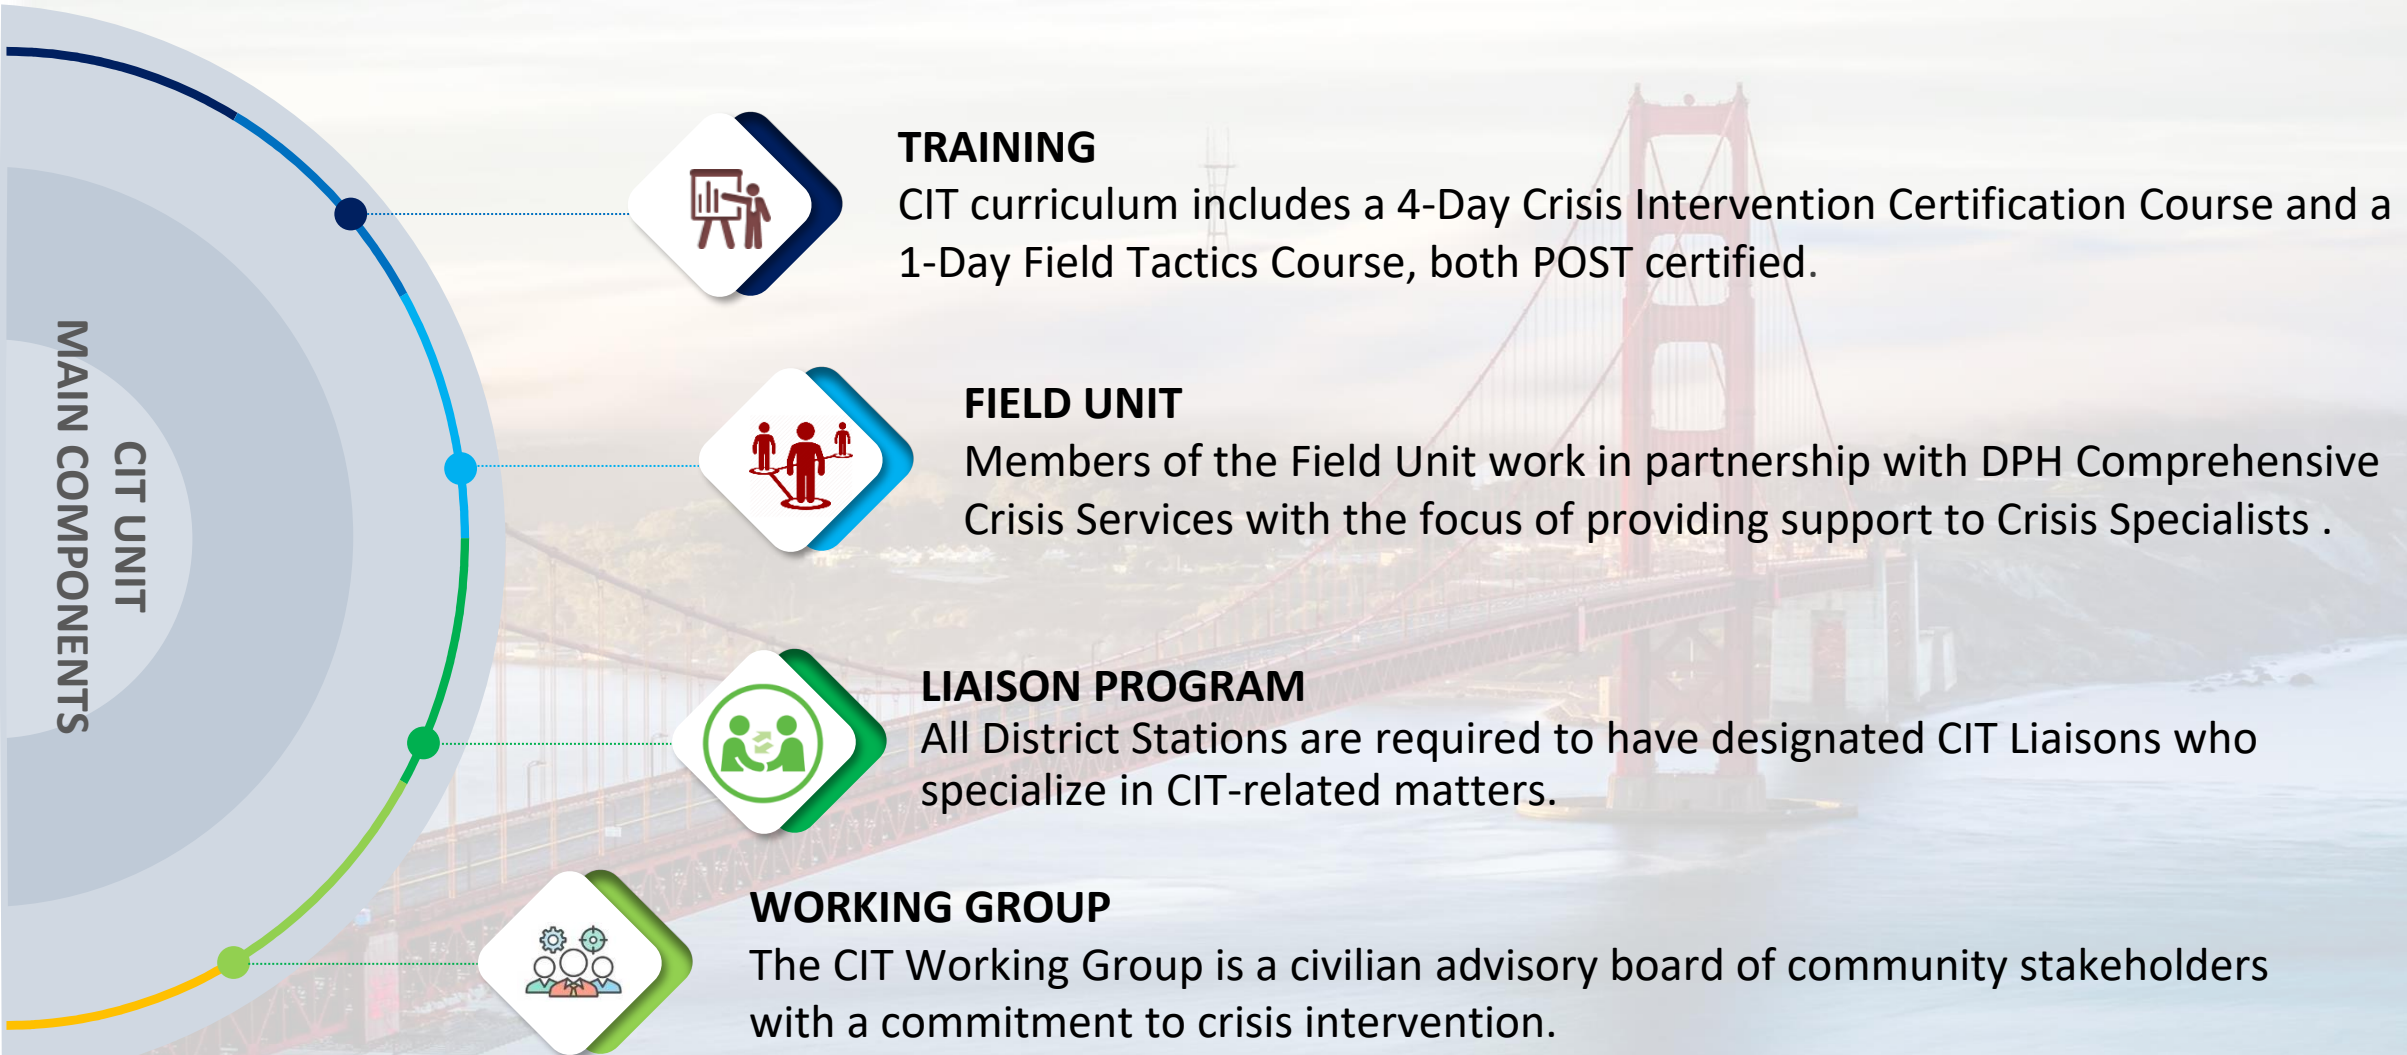 CIT UNIT
MAIN COMPONENTS
TRAINING
CIT curriculum includes a 4-Day Crisis Intervention Certification Course and a
1-Day Field Tactics Course, both POST certified.
FIELD UNIT
Members of the Field Unit work in partnership with DPH Comprehensive
Crisis Services with the focus of providing support to Crisis Specialists .
LIAISON PROGRAM
All District Stations are required to have designated CIT Liaisons who
specialize in CIT-related matters.
WORKING GROUP
The CIT Working Group is a civilian advisory board of community stakeholders
with a commitment to crisis intervention.